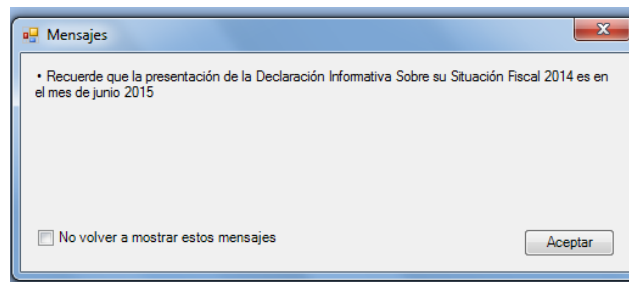 Mensajes
• Recuerde que la presentación de la Declaración Informativa Sobre su Situación Fiscal 2014 es en
el mes de junio 2015
No volver a mostrar estos mensajes
Aceptar